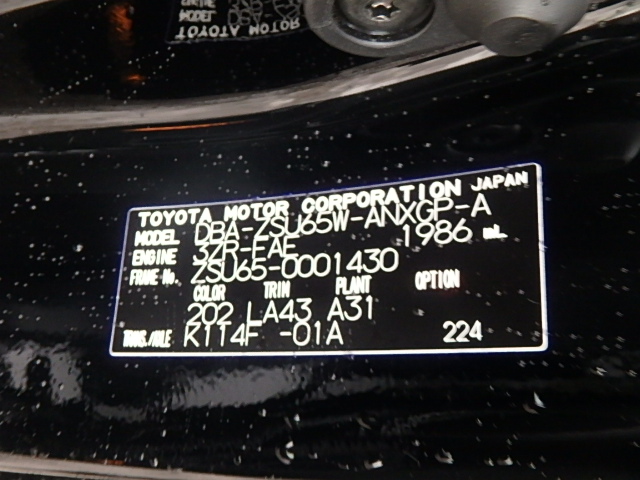 TOYOTA MOTOR CORPORATION JAPAN
MODEL DBA-ZSU65W-ANXGP-A
ENGINE 3ZR-FAE 1986 mL
FRAME No. ZSU65-0001430
COLOR TRIM PLANT OPTION
202 LA43 A31
TRANS./AXLE K114F -01A 224